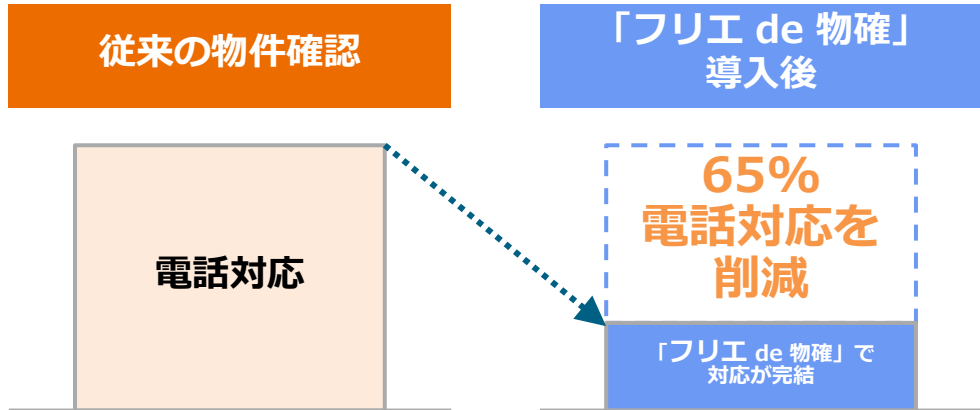 従来の物件確認
「フリエ de 物確」
導入後
電話対応
65%
電話対応を
削減
「フリエ de 物確」で
対応が完結